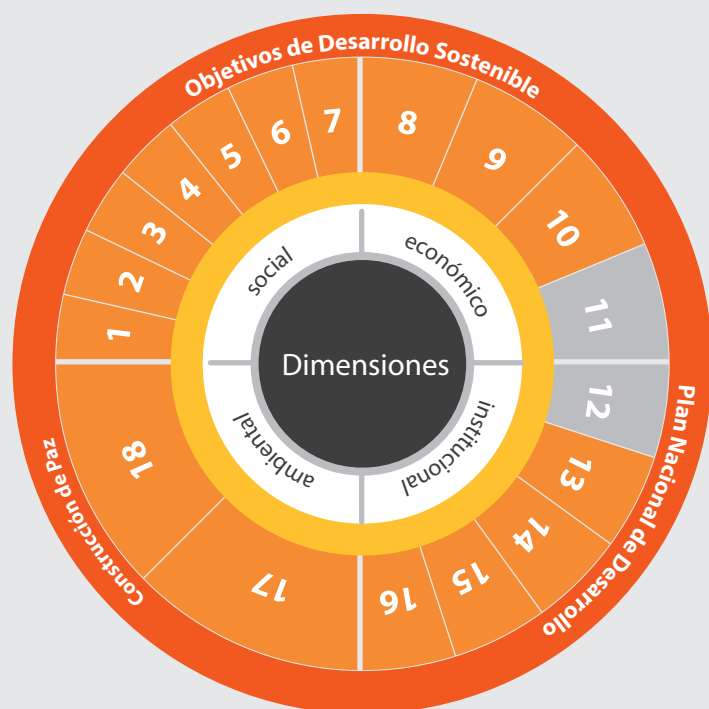 Objetivos de Desarrollo Sostenible
Plan Nacional de Desarrollo
Construcción de Paz
1
2
3
4
5
6
7
8
9
10
11
12
13
14
15
16
17
18
social
económico
institucional
ambiental
Dimensiones